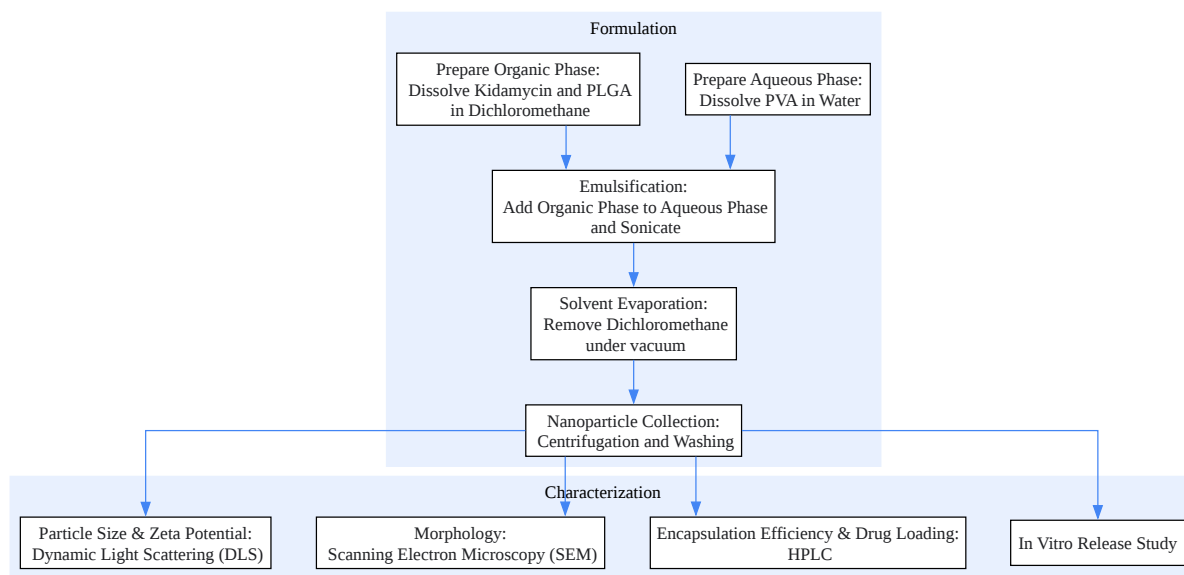 Formulation
Prepare Organic Phase:
Dissolve Kidamycin and PLGA
in Dichloromethane
Prepare Aqueous Phase:
Dissolve PVA in Water
Emulsification:
Add Organic Phase to Aqueous Phase
and Sonicate
Solvent Evaporation:
Remove Dichloromethane
under vacuum
Nanoparticle Collection:
Centrifugation and Washing
Characterization
Particle Size & Zeta Potential:
Dynamic Light Scattering (DLS)
Morphology:
Scanning Electron Microscopy (SEM)
Encapsulation Efficiency & Drug Loading:
HPLC
In Vitro Release Study